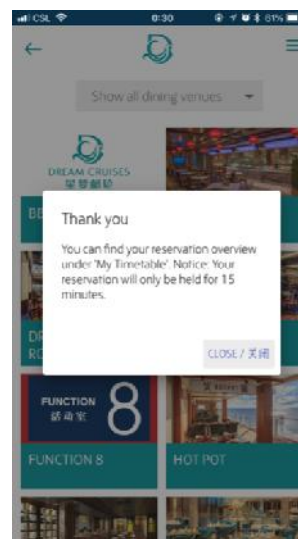 CSL
0:30
61%
Show all dining venues
DREAM CRUISES
星夢郵輪
Thank you
You can find your reservation overview
under 'My Timetable'. Notice: Your
reservation will only be held for 15
minutes.
CLOSE / 关闭
FUNCTION
活动室
8
FUNCTION 8
HOT POT